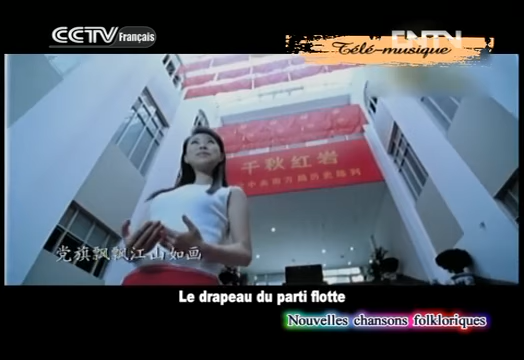 CCTV Français
CNTV
Télé-musique
千秋红岩
党旗飘飘江山如画
Le drapeau du parti flotte
Nouvelles chansons folkloriques